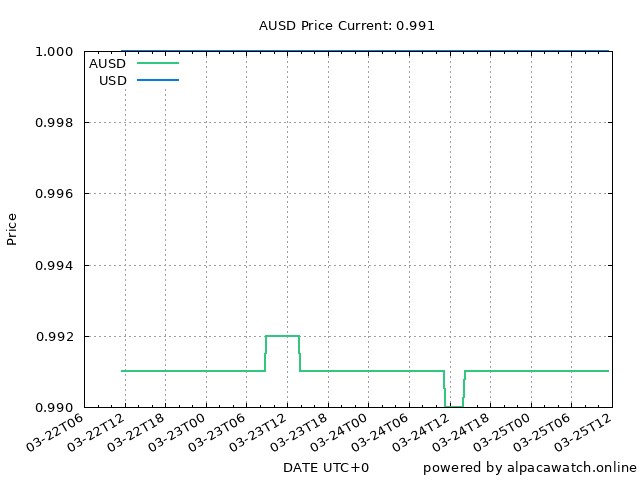 AUSD Price Current: 0.991
1.000
AUSD
USD
0.998
0.996
Price
0.994
0.992
0.990
03-22T06 03-22T12 03-22T18 03-23T00 03-23T06 03-23T12 03-23T18 03-24T00 03-24T06 03-24T12 03-24T18 03-25T00 03-25T06 03-25T12
DATE UTC+0
powered by alpacawatch.online